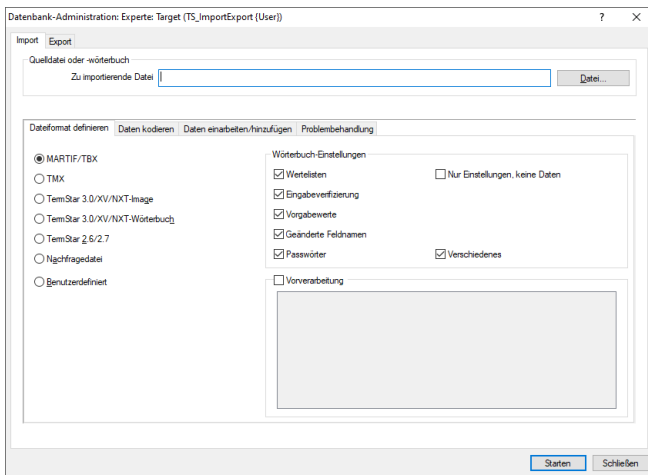 Datenbank-Administration: Experte: Target (TS_ImportExport {User})
Import Export
Quelldatei oder -wörterbuch
Zu importierende Datei Datei...
Dateiformat definieren Daten kodieren Daten einarbeiten/hinzufügen Problembehandlung
MARTIF/TBX
TMX
TermStar 3.0/XV/NXT-Image
TermStar 3.0/XV/NXT-Wörterbuch
TermStar 2.6/2.7
Nachfragedatei
Benutzerdefiniert
Wörterbuch-Einstellungen
Wertelisten Nur Einstellungen, keine Daten
Eingabeverifizierung
Vorgabewerte
Geänderte Feldnamen
Passwörter Verschiedenes
Vorverarbeitung
Starten Schließen